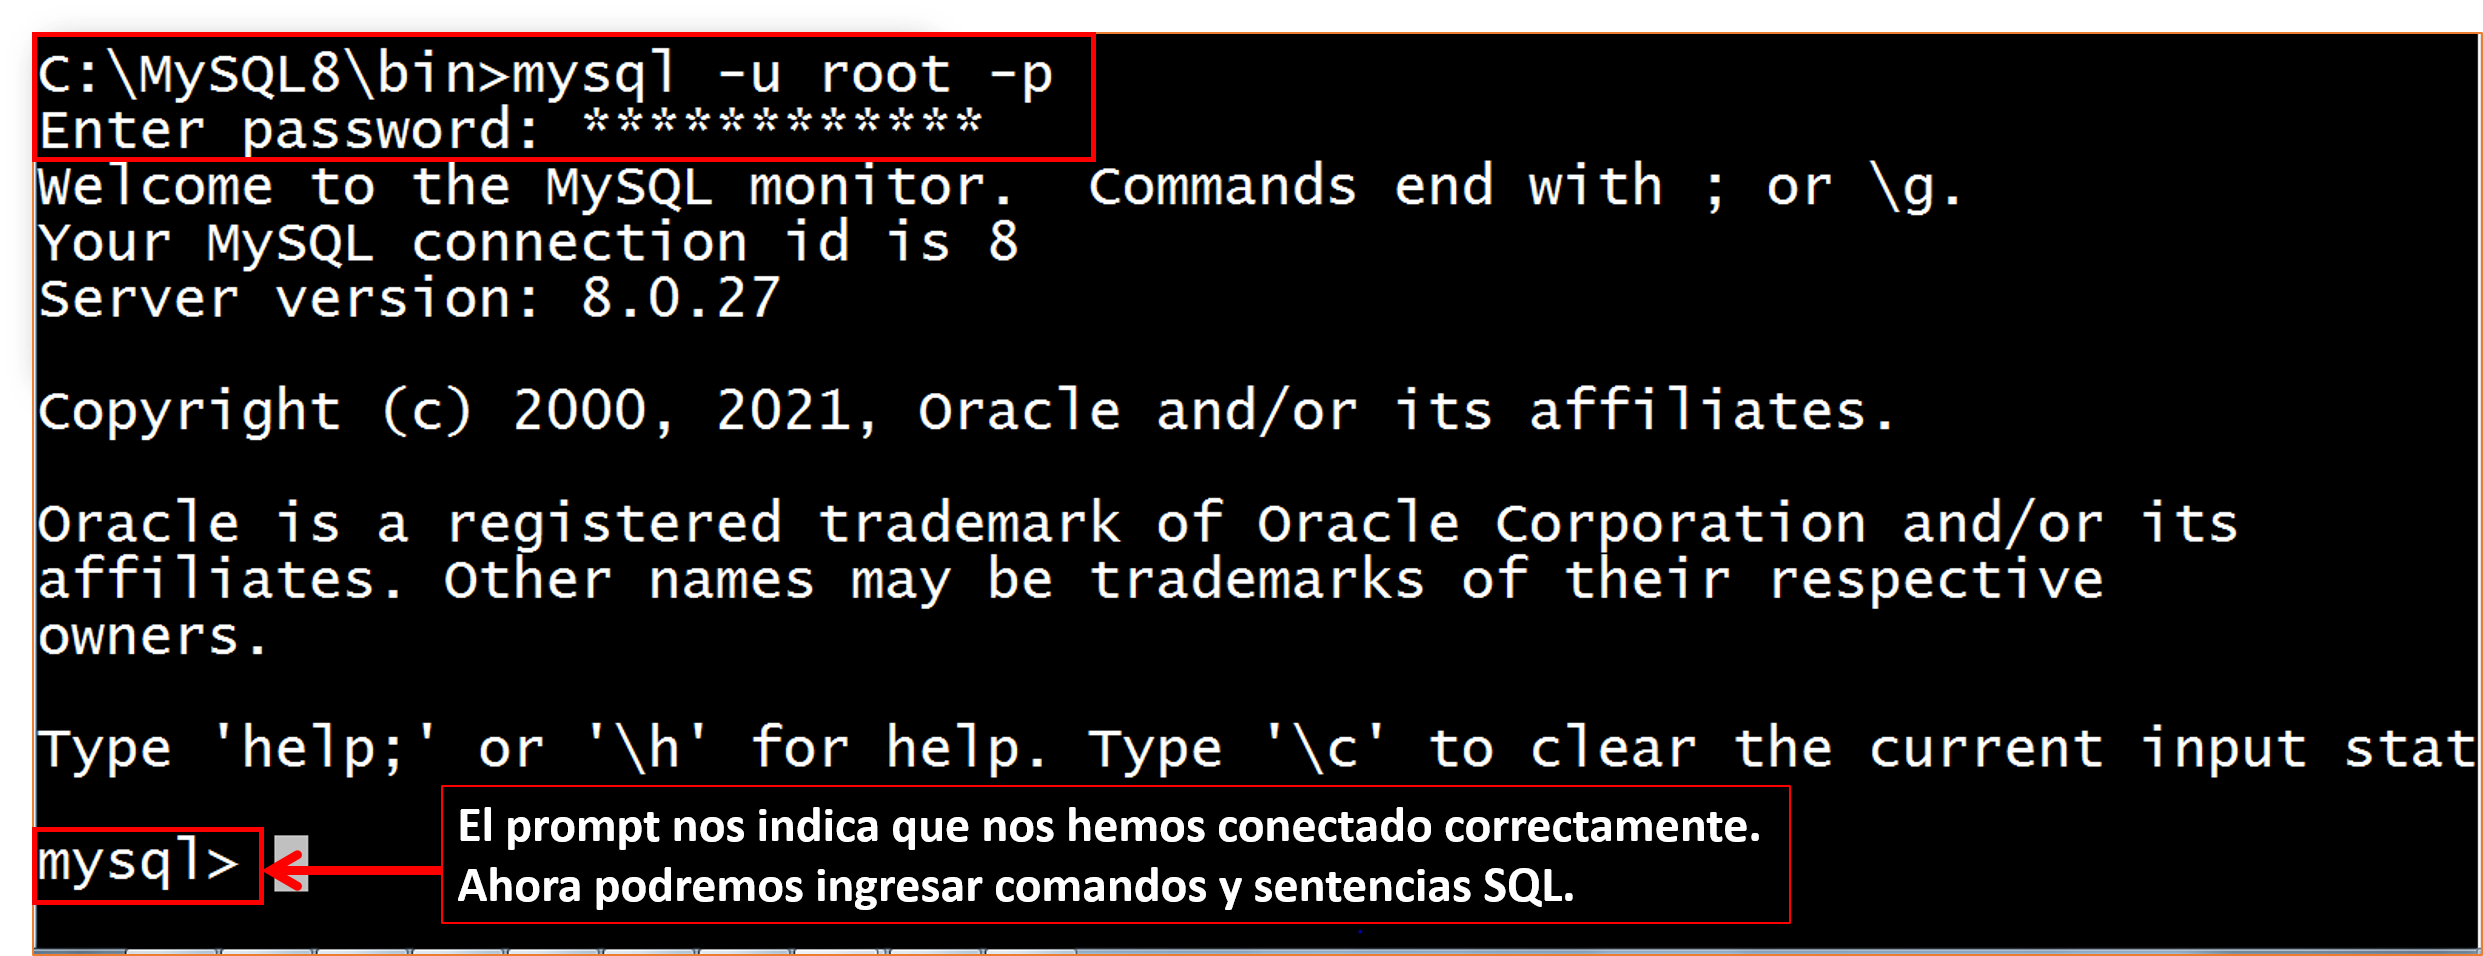 C:\MySQL8\bin>mysql -u root -p
Enter password: ************
Welcome to the MySQL monitor.  Commands end with ; or \g.
Your MySQL connection id is 8
Server version: 8.0.27
Copyright (c) 2000, 2021, Oracle and/or its affiliates.
Oracle is a registered trademark of Oracle Corporation and/or its
affiliates. Other names may be trademarks of their respective
owners.
Type 'help;' or '\h' for help. Type '\c' to clear the current input stat
mysql>
El prompt nos indica que nos hemos conectado correctamente.
Ahora podremos ingresar comandos y sentencias SQL.